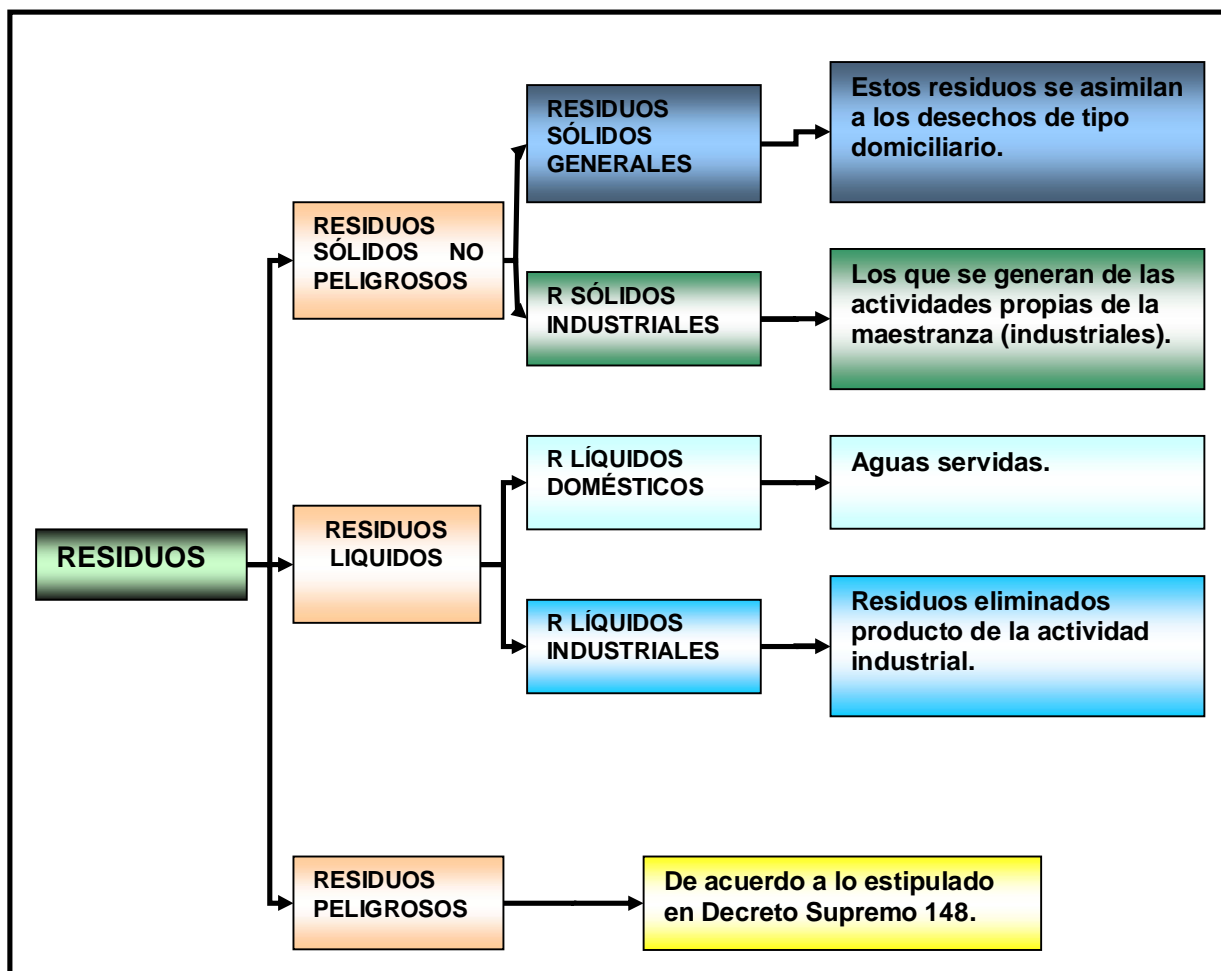 RESIDUOS
RESIDUOS
SÓLIDOS NO
PELIGROSOS
RESIDUOS
SÓLIDOS
GENERALES
Estos residuos se asimilan
a los desechos de tipo
domiciliario.
R SÓLIDOS
INDUSTRIALES
Los que se generan de las
actividades propias de la
maestranza (industriales).
RESIDUOS
LIQUIDOS
R LÍQUIDOS
DOMÉSTICOS
Aguas servidas.
R LÍQUIDOS
INDUSTRIALES
Residuos eliminados
producto de la actividad
industrial.
RESIDUOS
PELIGROSOS
De acuerdo a lo estipulado
en Decreto Supremo 148.